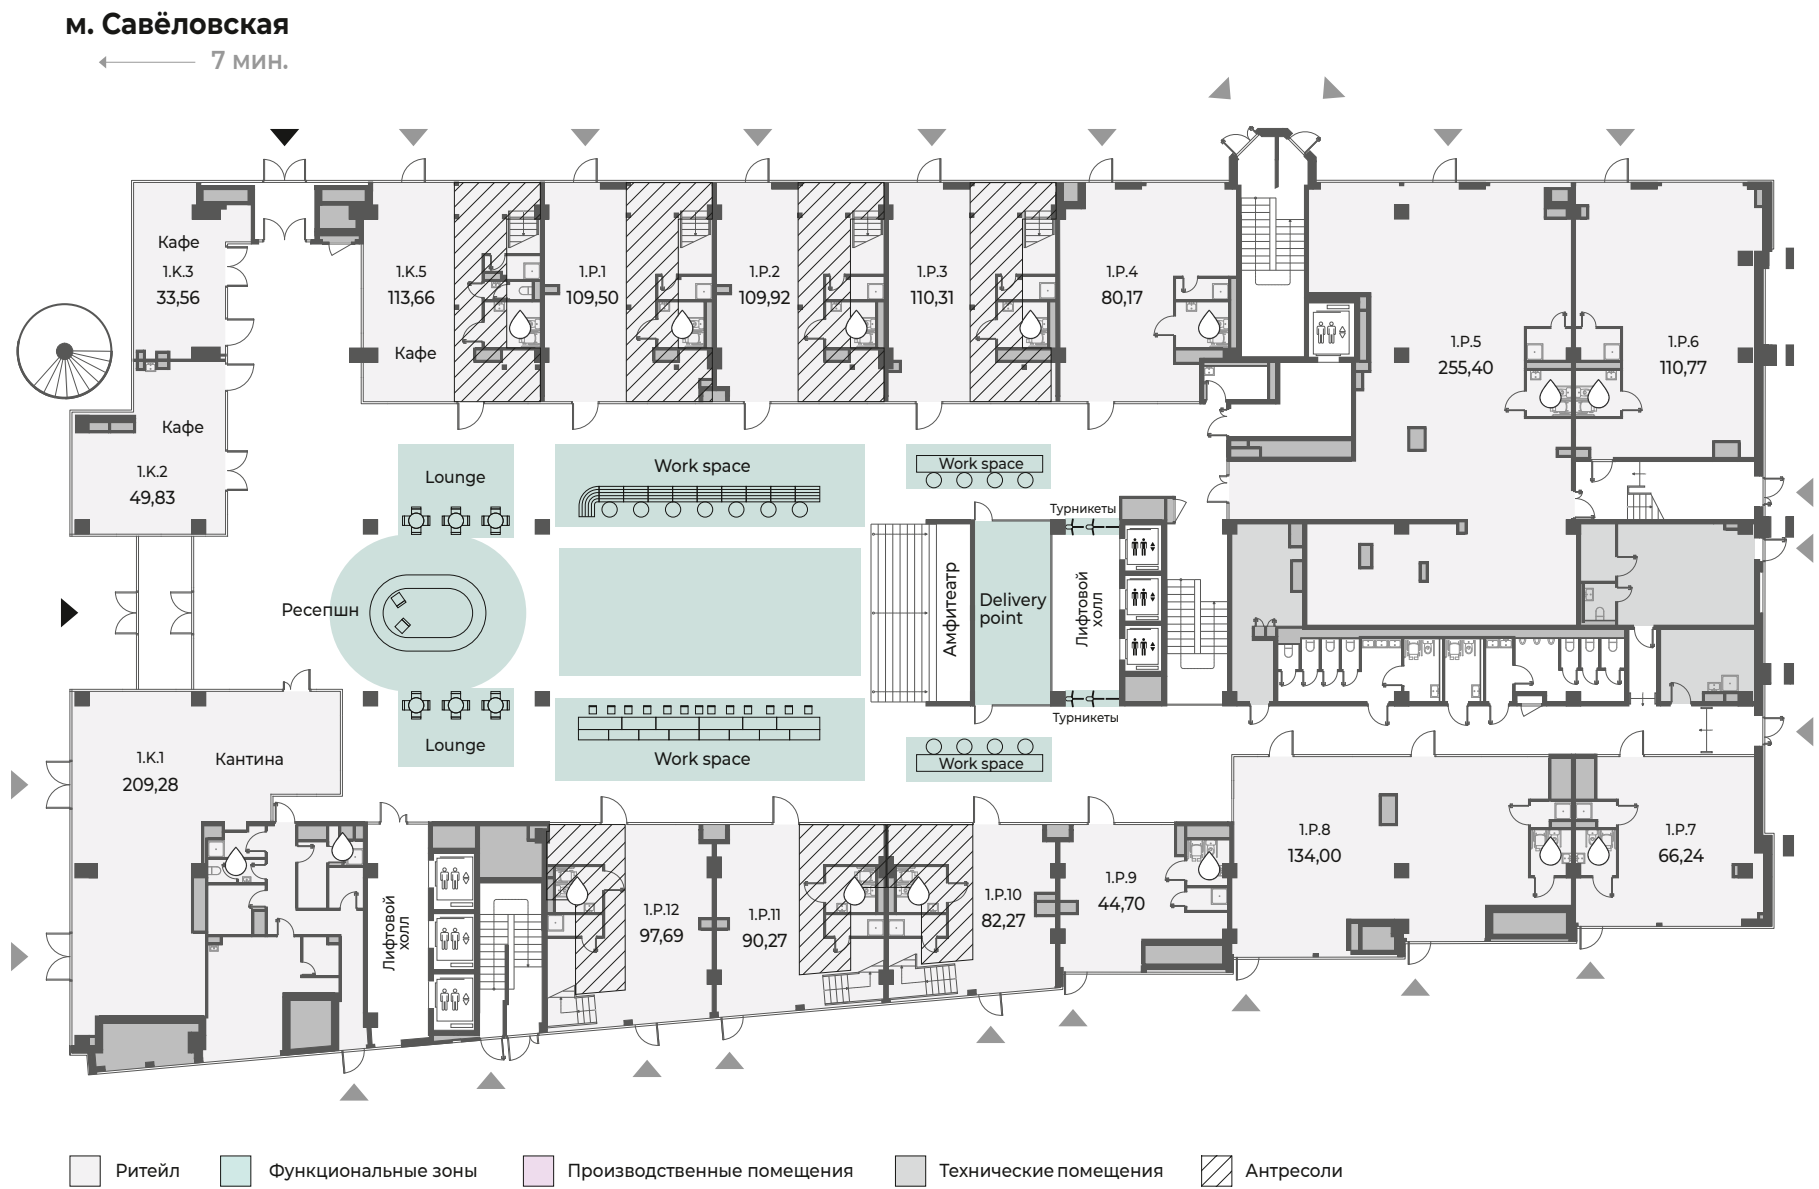 м. Савёловская
7 мин.
Кафе
1.К.3
33,56
1.К.5
113,66
Кафе
1.Р.1
109,50
1.Р.2
109,92
1.Р.3
110,31
1.Р.4
80,17
1.Р.5
255,40
1.Р.6
110,77
Кафе
1.К.2
49,83
Lounge
Work space
Work space
Турникеты
Ресепшн
Амфитеатр
Delivery
point
Лифтовой
холл
Турникеты
Lounge
Work space
Work space
1.К.1
209,28
Кантина
Лифтовой
холл
1.Р.12
97,69
1.Р.11
90,27
1.Р.10
82,27
1.Р.9
44,70
1.Р.8
134,00
1.Р.7
66,24
Ритейл
Функциональные зоны
Производственные помещения
Технические помещения
Антресоли